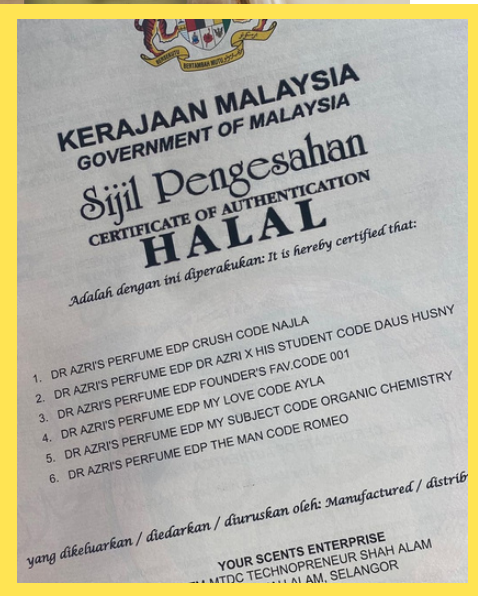 BERSEKUTU BERTAMBAH MUTU
KERAJAAN MALAYSIA
GOVERNMENT OF MALAYSIA
Sijil Pengesahan
CERTIFICATE OF AUTHENTICATION
HALAL
Adalah dengan ini diperakukan: It is hereby certified that:
1. DR AZRI'S PERFUME EDP CRUSH CODE NAJLA
2. DR AZRI'S PERFUME EDP DR AZRI X HIS STUDENT CODE DAUS HUSNY
3. DR AZRI'S PERFUME EDP FOUNDER'S FAV.CODE 001
4. DR AZRI'S PERFUME EDP MY LOVE CODE AYLA
5. DR AZRI'S PERFUME EDP MY SUBJECT CODE ORGANIC CHEMISTRY
6. DR AZRI'S PERFUME EDP THE MAN CODE ROMEO
yang dikeluarkan / diedarkan / diuruskan oleh: Manufactured / distrib
YOUR SCENTS ENTERPRISE
MTDC TECHNOPRENEUR SHAH ALAM
ALAM, SELANGOR